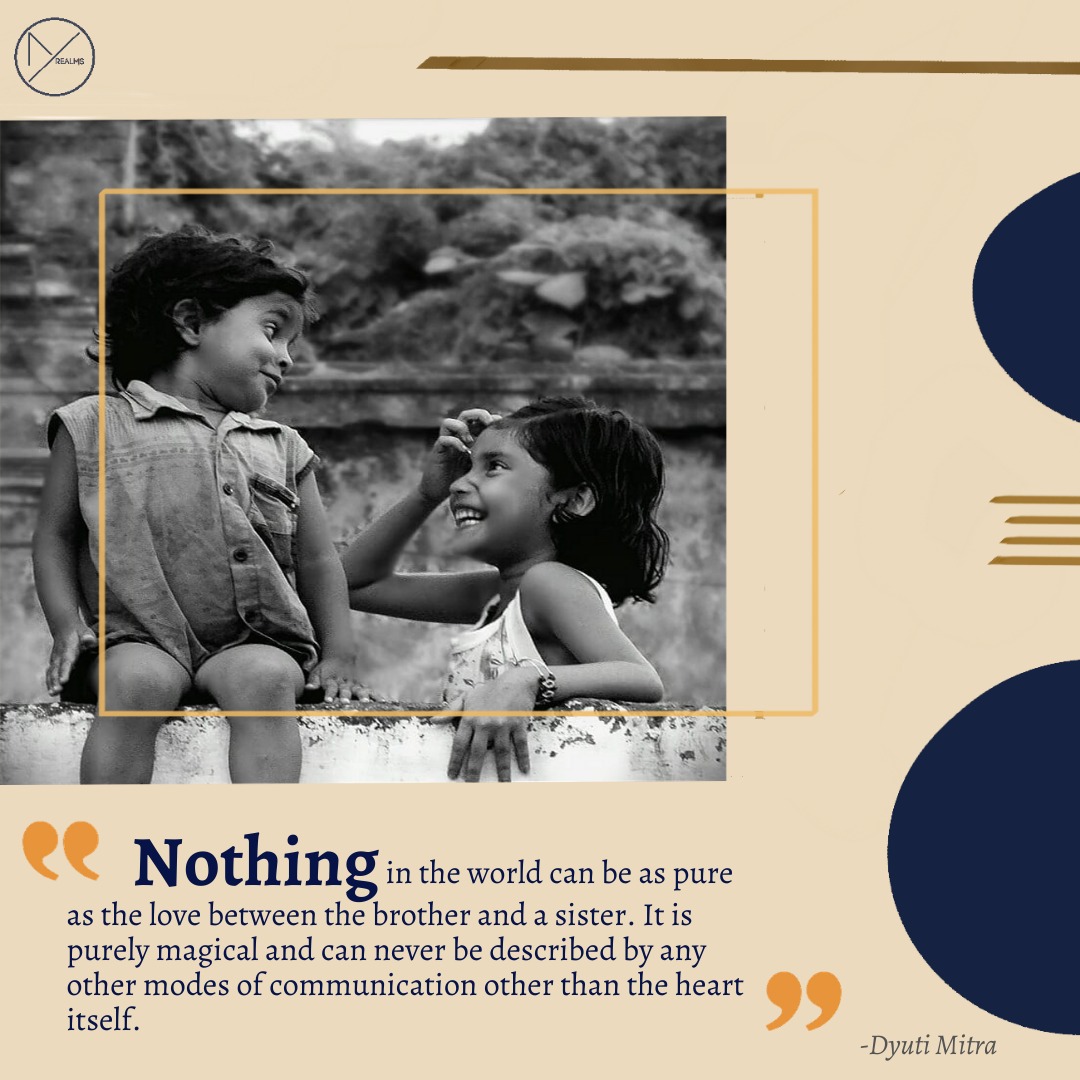 REALMS
Nothing in the world can be as pure
as the love between the brother and a sister. It is
purely magical and can never be described by any
other modes of communication other than the heart
itself.
-Dyuti Mitra